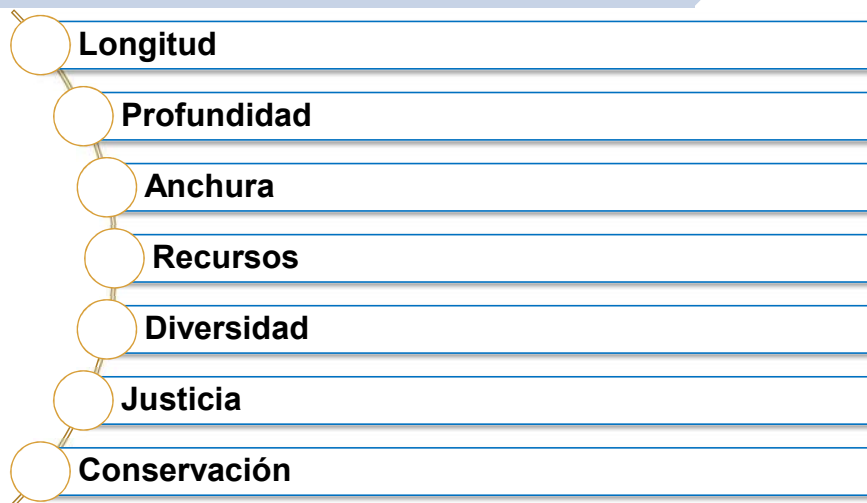 Longitud
Profundidad
Anchura
Recursos
Diversidad
Justicia
Conservación